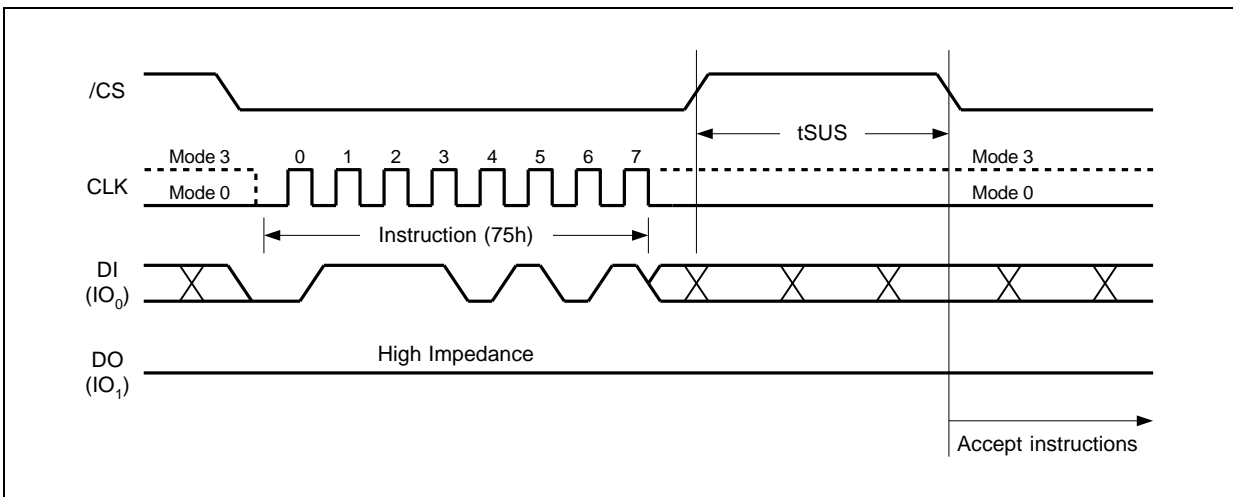 /CS
tSUS
Mode 3
0 1 2 3 4 5 6 7
Mode 3
CLK
Mode 0
Mode 0
Instruction (75h)
DI
(IO0)
High Impedance
DO
(IO1)
Accept instructions